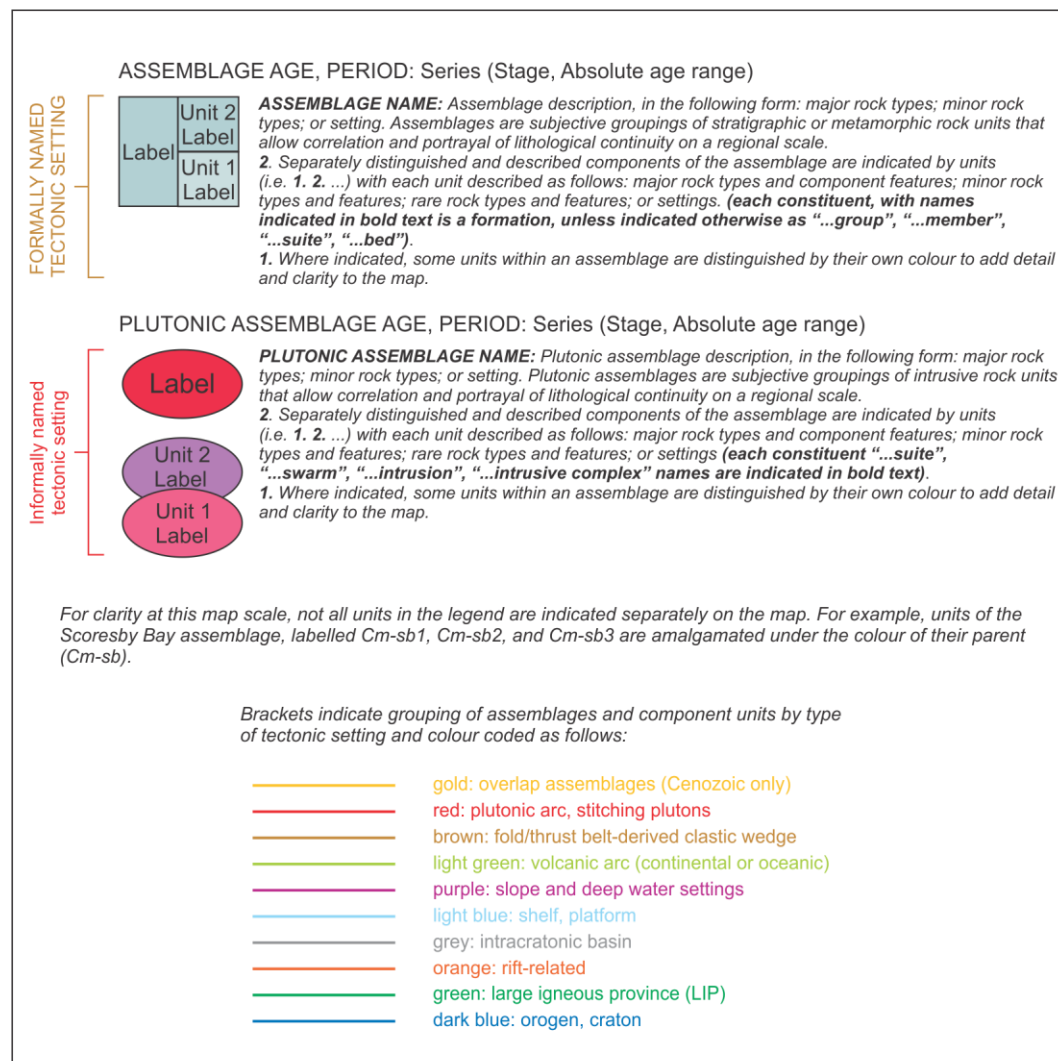 ASSEMBLAGE AGE, PERIOD: Series (Stage, Absolute age range)
FORMALLY NAMED
TECTONIC SETTING
Label
Unit 2
Label
Unit 1
Label
ASSEMBLAGE NAME: Assemblage description, in the following form: major rock types; minor rock
types; or setting. Assemblages are subjective groupings of stratigraphic or metamorphic rock units that
allow correlation and portrayal of lithological continuity on a regional scale.
2. Separately distinguished and described components of the assemblage are indicated by units
(i.e. 1. 2. ...) with each unit described as follows: major rock types and component features; minor rock
types and features; rare rock types and features; or settings. (each constituent, with names
indicated in bold text is a formation, unless indicated otherwise as “...group”, “...member”,
“...suite”, “...bed”).
1. Where indicated, some units within an assemblage are distinguished by their own colour to add detail
and clarity to the map.
PLUTONIC ASSEMBLAGE AGE, PERIOD: Series (Stage, Absolute age range)
Informally named
tectonic setting
Label
Unit 2
Label
Unit 1
Label
PLUTONIC ASSEMBLAGE NAME: Plutonic assemblage description, in the following form: major rock
types; minor rock types; or setting. Plutonic assemblages are subjective groupings of intrusive rock units
that allow correlation and portrayal of lithological continuity on a regional scale.
2. Separately distinguished and described components of the assemblage are indicated by units
(i.e. 1. 2. ...) with each unit described as follows: major rock types and component features; minor rock
types and features; rare rock types and features; or settings (each constituent “...suite”,
“...swarm”, “...intrusion”, “...intrusive complex” names are indicated in bold text).
1. Where indicated, some units within an assemblage are distinguished by their own colour to add detail
and clarity to the map.
For clarity at this map scale, not all units in the legend are indicated separately on the map. For example, units of the
Scoresby Bay assemblage, labelled Cm-sb1, Cm-sb2, and Cm-sb3 are amalgamated under the colour of their parent
(Cm-sb).
Brackets indicate grouping of assemblages and component units by type
of tectonic setting and colour coded as follows:
gold: overlap assemblages (Cenozoic only)
red: plutonic arc, stitching plutons
brown: fold/thrust belt-derived clastic wedge
light green: volcanic arc (continental or oceanic)
purple: slope and deep water settings
light blue: shelf, platform
grey: intracratonic basin
orange: rift-related
green: large igneous province (LIP)
dark blue: orogen, craton